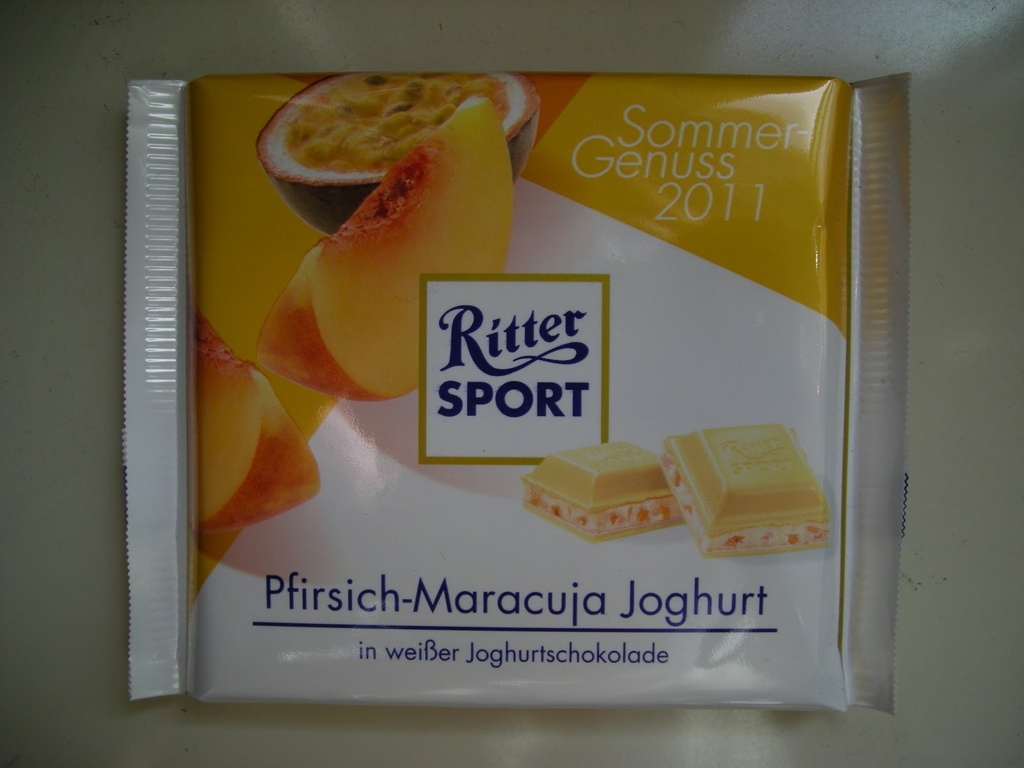 Sommer-
Genuss
2011
Ritter
SPORT
Pfirsich-Maracuja Joghurt
in weißer Joghurtschokolade